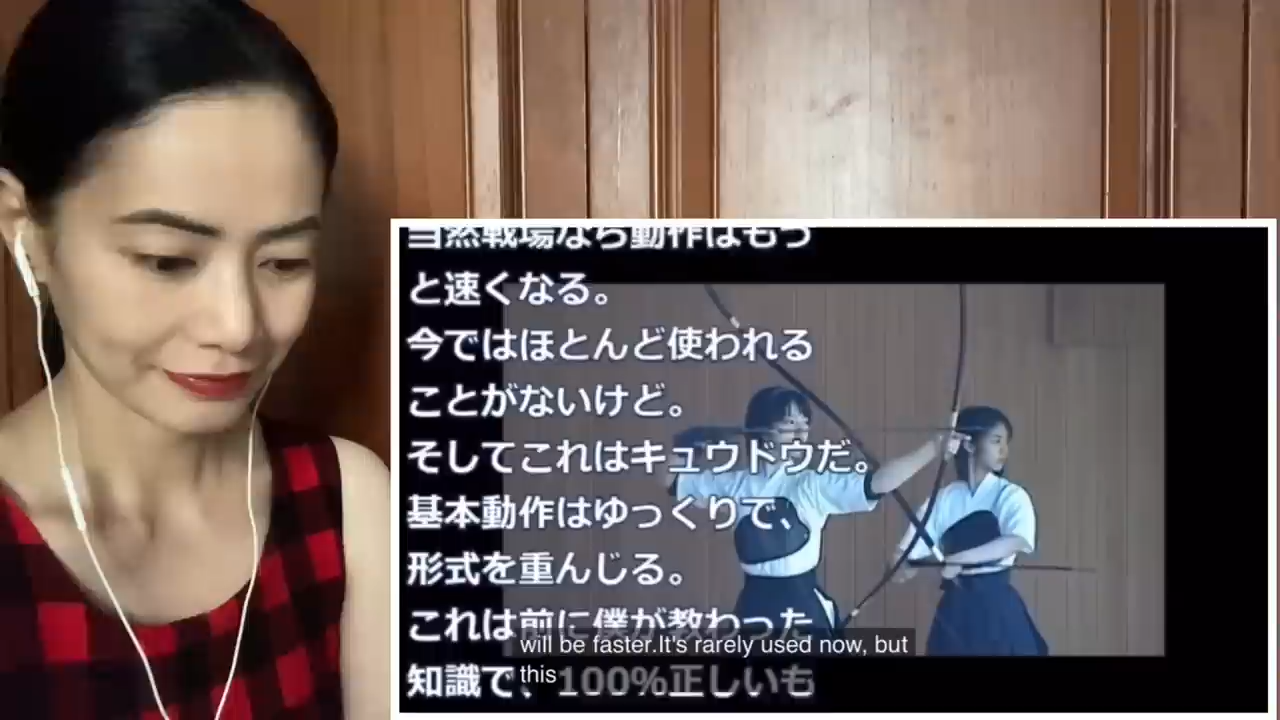 当然戦場なら動作はもっ
と速くなる。
今ではほとんど使われる
ことがないけど。
そしてこれはキュウドウだ。
基本動作はゆっくりで、
形式を重んじる。
これは前に僕が教わった
will be faster.It's rarely used now, but
知識で、100%正しいも
this